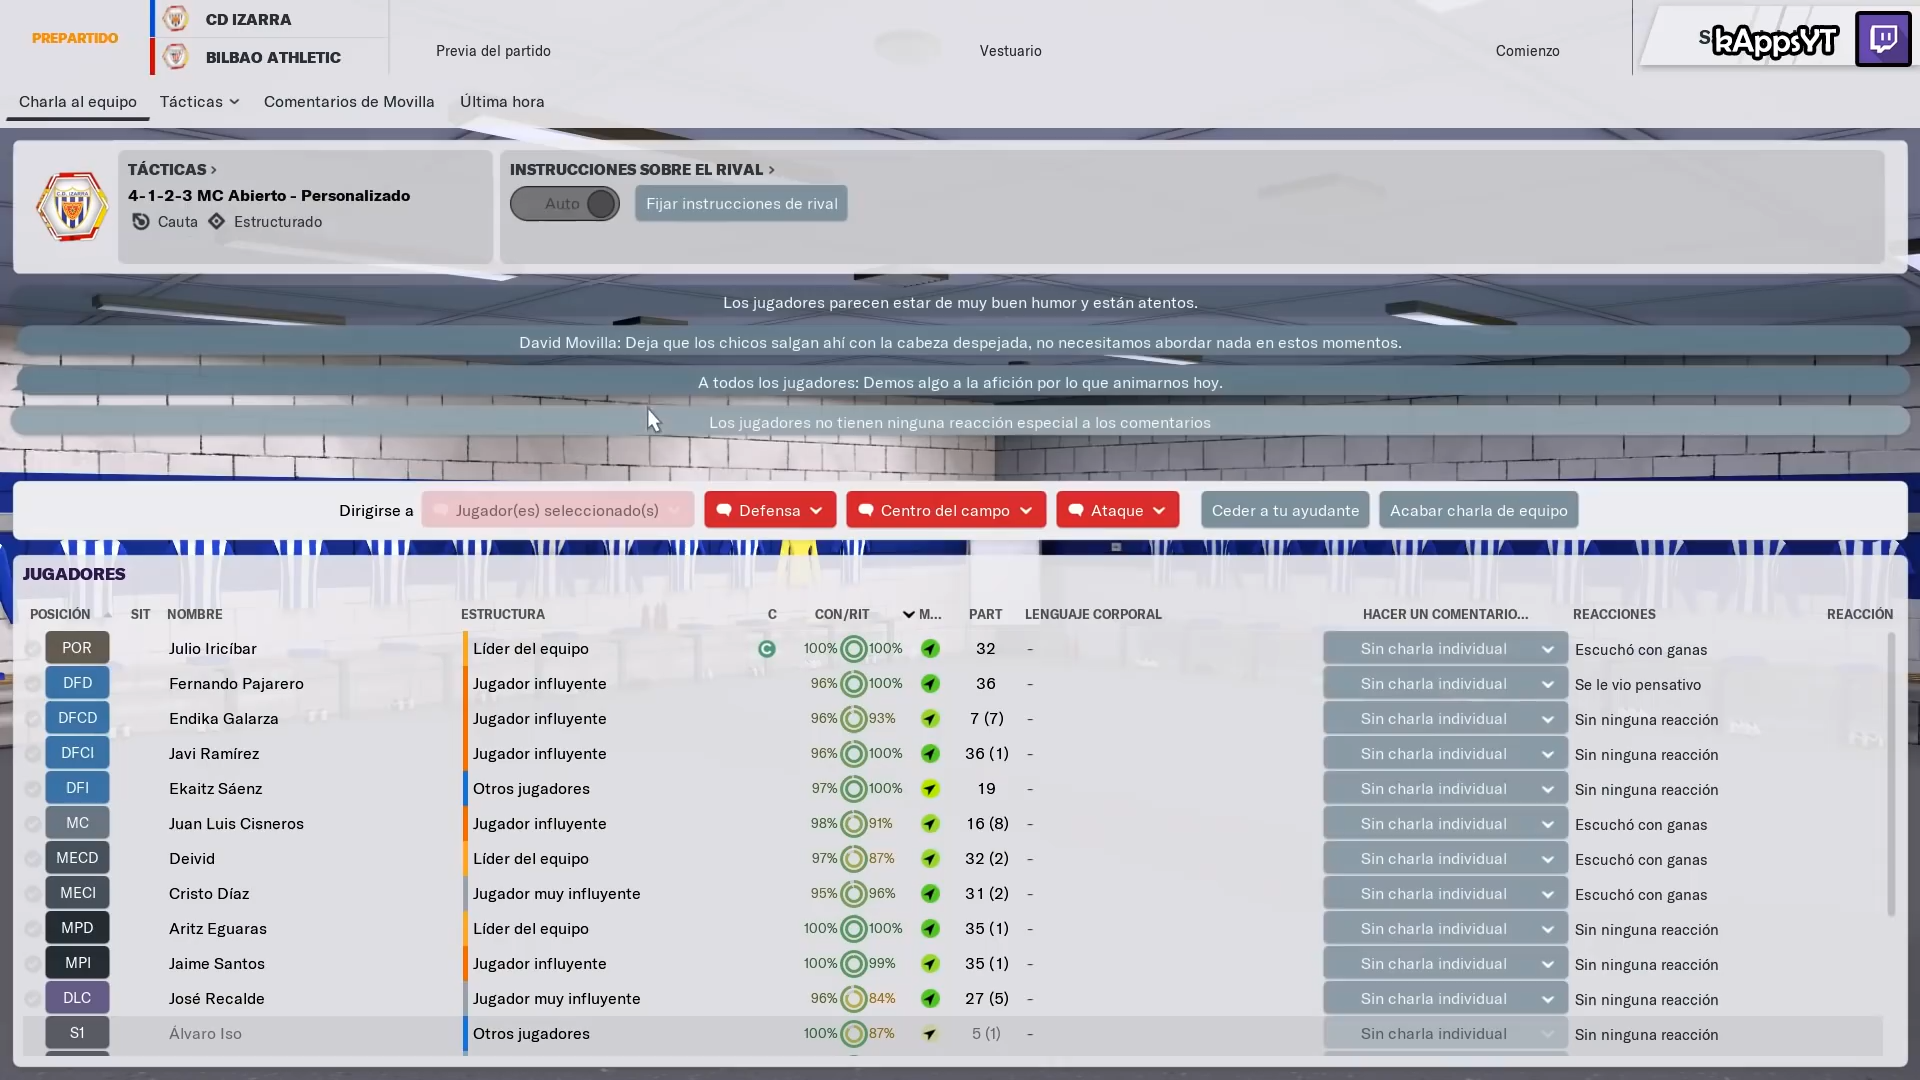 PREPARTIDO
CD IZARRA
BILBAO ATHLETIC
Previa del partido
Vestuario
Comienzo
kAppsYT
Charla al equipo
Tácticas
Comentarios de Movilla
Última hora
TÁCTICAS >
4-1-2-3 MC Abierto - Personalizado
Cauta
Estructurado
INSTRUCCIONES SOBRE EL RIVAL >
Auto
Fijar instrucciones de rival
Los jugadores parecen estar de muy buen humor y están atentos.
David Movilla: Deja que los chicos salgan ahí con la cabeza despejada, no necesitamos abordar nada en estos momentos.
A todos los jugadores: Demos algo a la afición por lo que animarnos hoy.
Los jugadores no tienen ninguna reacción especial a los comentarios
Dirigirse a
Jugador(es) seleccionado(s)
Defensa
Centro del campo
Ataque
Ceder a tu ayudante
Acabar charla de equipo
JUGADORES
POSICIÓN SIT NOMBRE ESTRUCTURA C CON/RIT M... PART LENGUAJE CORPORAL HACER UN COMENTARIO... REACCIONES REACCIÓN
POR Julio Iricíbar Líder del equipo C 100% 100% 32 - Sin charla individual Escuchó con ganas
DFD Fernando Pajarero Jugador influyente 96% 100% 36 - Sin charla individual Se le vio pensativo
DFCD Endika Galarza Jugador influyente 96% 93% 7 (7) - Sin charla individual Sin ninguna reacción
DFCI Javi Ramírez Jugador influyente 96% 100% 36 (1) - Sin charla individual Sin ninguna reacción
DFI Ekaitz Sáenz Otros jugadores 97% 100% 19 - Sin charla individual Sin ninguna reacción
MC Juan Luis Cisneros Jugador influyente 98% 91% 16 (8) - Sin charla individual Escuchó con ganas
MECD Deivid Líder del equipo 97% 87% 32 (2) - Sin charla individual Escuchó con ganas
MECI Cristo Díaz Jugador muy influyente 95% 96% 31 (2) - Sin charla individual Escuchó con ganas
MPD Aritz Eguaras Líder del equipo 100% 100% 35 (1) - Sin charla individual Sin ninguna reacción
MPI Jaime Santos Jugador influyente 100% 99% 35 (1) - Sin charla individual Sin ninguna reacción
DLC José Recalde Jugador muy influyente 96% 84% 27 (5) - Sin charla individual Sin ninguna reacción
S1 Álvaro Iso Otros jugadores 100% 87% 5 (1) - Sin charla individual Sin ninguna reacción